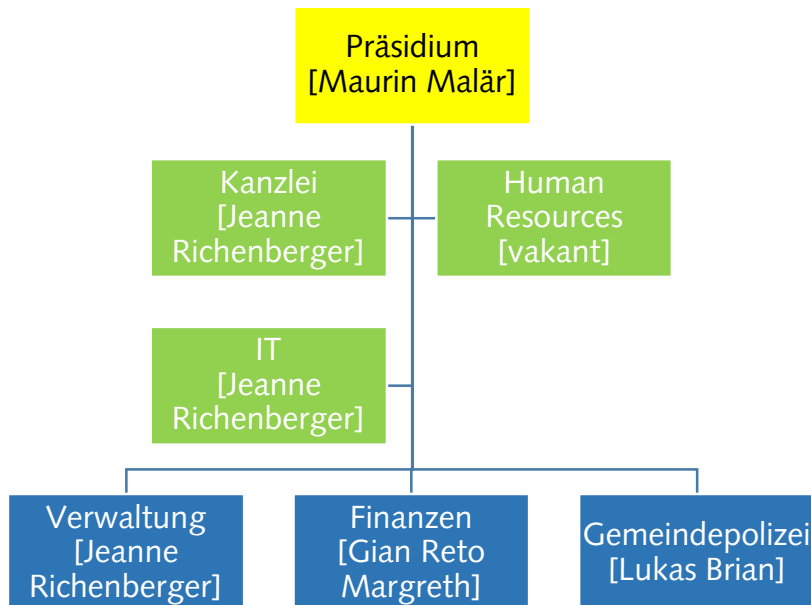 Präsidium
[Maurin Malär]
Kanzlei
[Jeanne
Richenberger]
Human
Resources
[vakant]
IT
[Jeanne
Richenberger]
Verwaltung
[Jeanne
Richenberger]
Finanzen
[Gian Reto
Margreth]
Gemeindepolizei
[Lukas Brian]